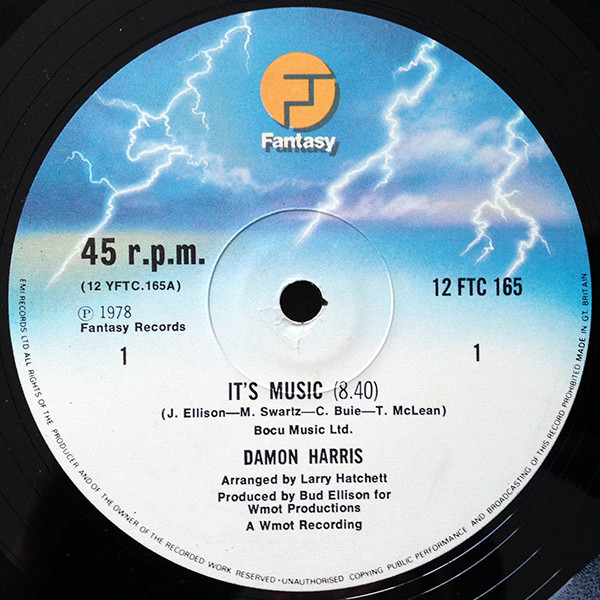 Fantasy
45 r.p.m.
(12 YFTC.165A)
℗ 1978
Fantasy Records
1
12 FTC 165
1
IT'S MUSIC (8.40)
(J. Ellison—M. Swartz—C. Buie—T. McLean)
Bocu Music Ltd.
DAMON HARRIS
Arranged by Larry Hatchett
Produced by Bud Ellison for
Wmot Productions
A Wmot Recording
EMI RECORDS LTD ALL RIGHTS OF THE PRODUCER AND OF THE OWNER OF THE RECORDED WORK RESERVED · UNAUTHORISED COPYING PUBLIC PERFORMANCE AND BROADCASTING OF THIS RECORD PROHIBITED MADE IN GT. BRITAIN